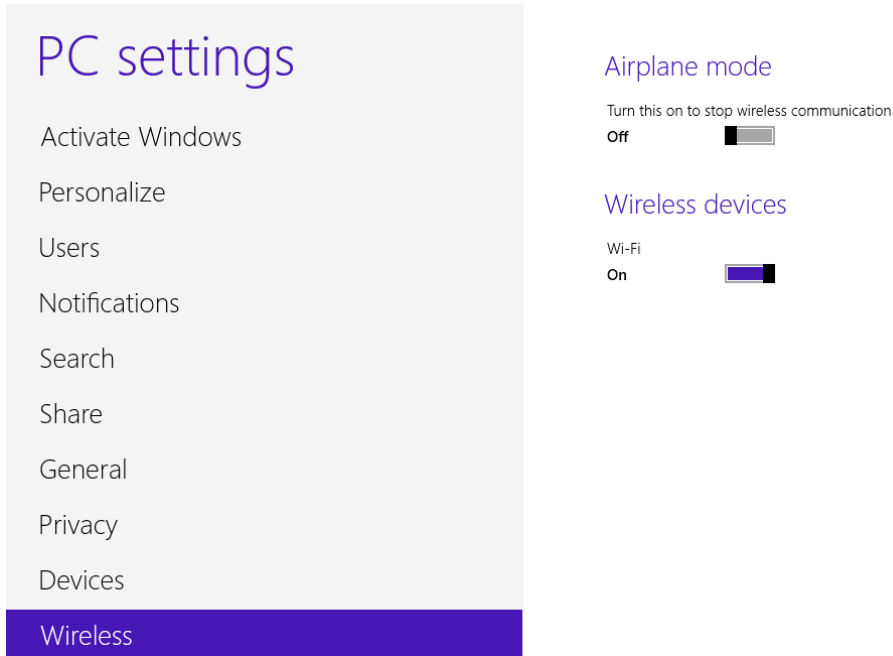 PC settings
Activate Windows
Personalize
Users
Notifications
Search
Share
General
Privacy
Devices
Wireless
Airplane mode
Turn this on to stop wireless communication
Off
Wireless devices
Wi-Fi
On